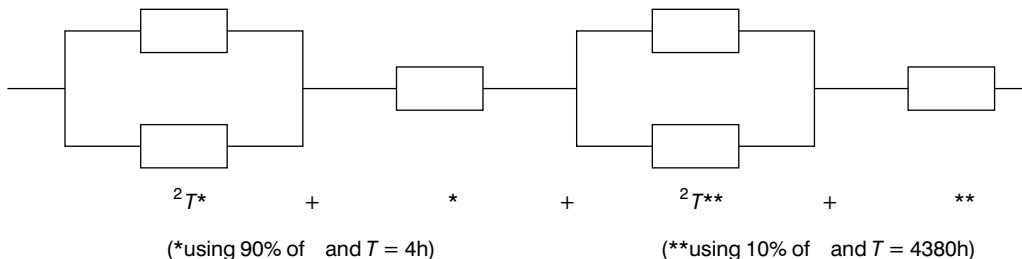 ²T* + * + ²T** + **
(*using 90% of and T = 4h) (**using 10% of and T = 4380h)